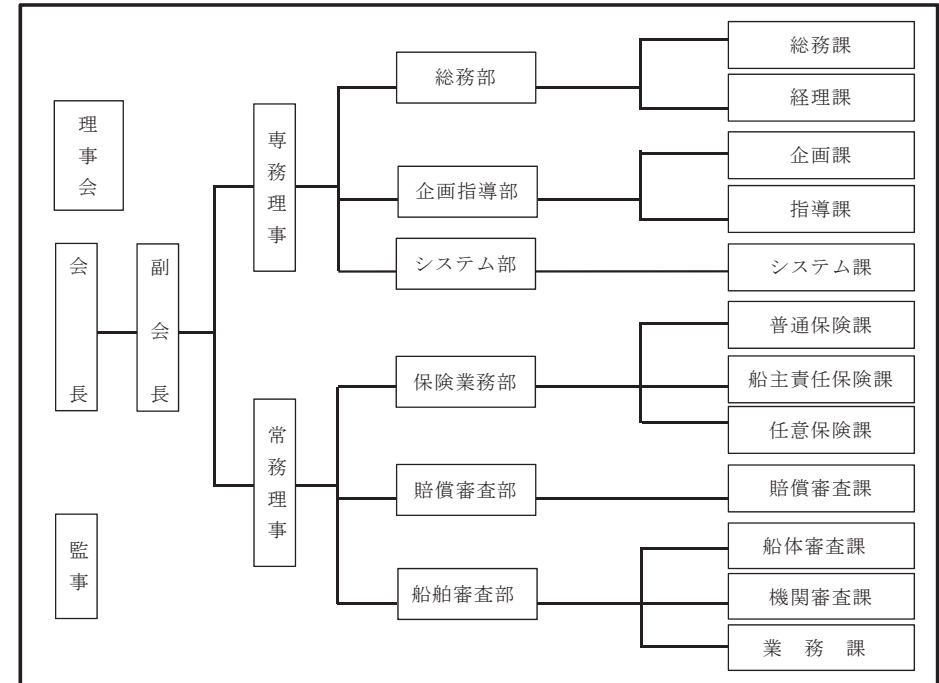 理事会
会長
副会長
監事
専務理事
常務理事
総務部
企画指導部
システム部
保険業務部
賠償審査部
船舶審査部
総務課
経理課
企画課
指導課
システム課
普通保険課
船主責任保険課
任意保険課
賠償審査課
船体審査課
機関審査課
業 務 課